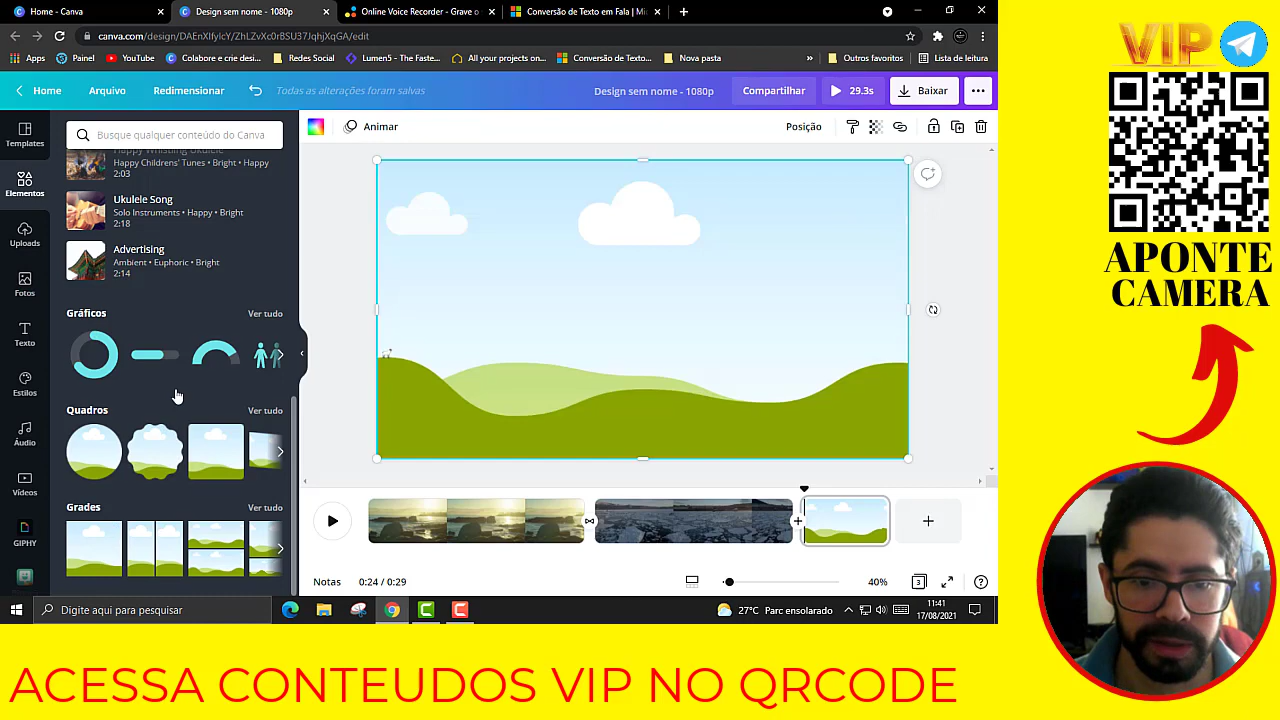 Home - Canva
Design sem nome - 1080p
Online Voice Recorder - Grave o
Conversão de Texto em Fala | Mi
canva.com/design/DAEnXIfylcY/ZhLZvXc0rBSU37JqhjXqGA/edit
Apps
Painel
YouTube
Colabore e crie desi...
Redes Social
Lumen5 - The Faste...
All your projects on...
Conversão de Texto...
Nova pasta
»
Outros favoritos
Lista de leitura
Home
Arquivo
Redimensionar
Todas as alterações foram salvas
Design sem nome - 1080p
Compartilhar
29.3s
Baixar
Animar
Posição
Templates
Elementos
Uploads
Fotos
Texto
Estilos
Áudio
Vídeos
GIPHY
Busque qualquer conteúdo do Canva
Happy Whistling Ukulele
Happy Childrens' Tunes • Bright • Happy
2:03
Ukulele Song
Solo Instruments • Happy • Bright
2:18
Advertising
Ambient • Euphoric • Bright
2:14
Gráficos
Ver tudo
Quadros
Ver tudo
Grades
Ver tudo
Notas
0:24 / 0:29
40%
3
Digite aqui para pesquisar
27°C Parc ensolarado
11:41
17/08/2021
VIP
APONTE
CAMERA
ACESSA CONTEUDOS VIP NO QRCODE